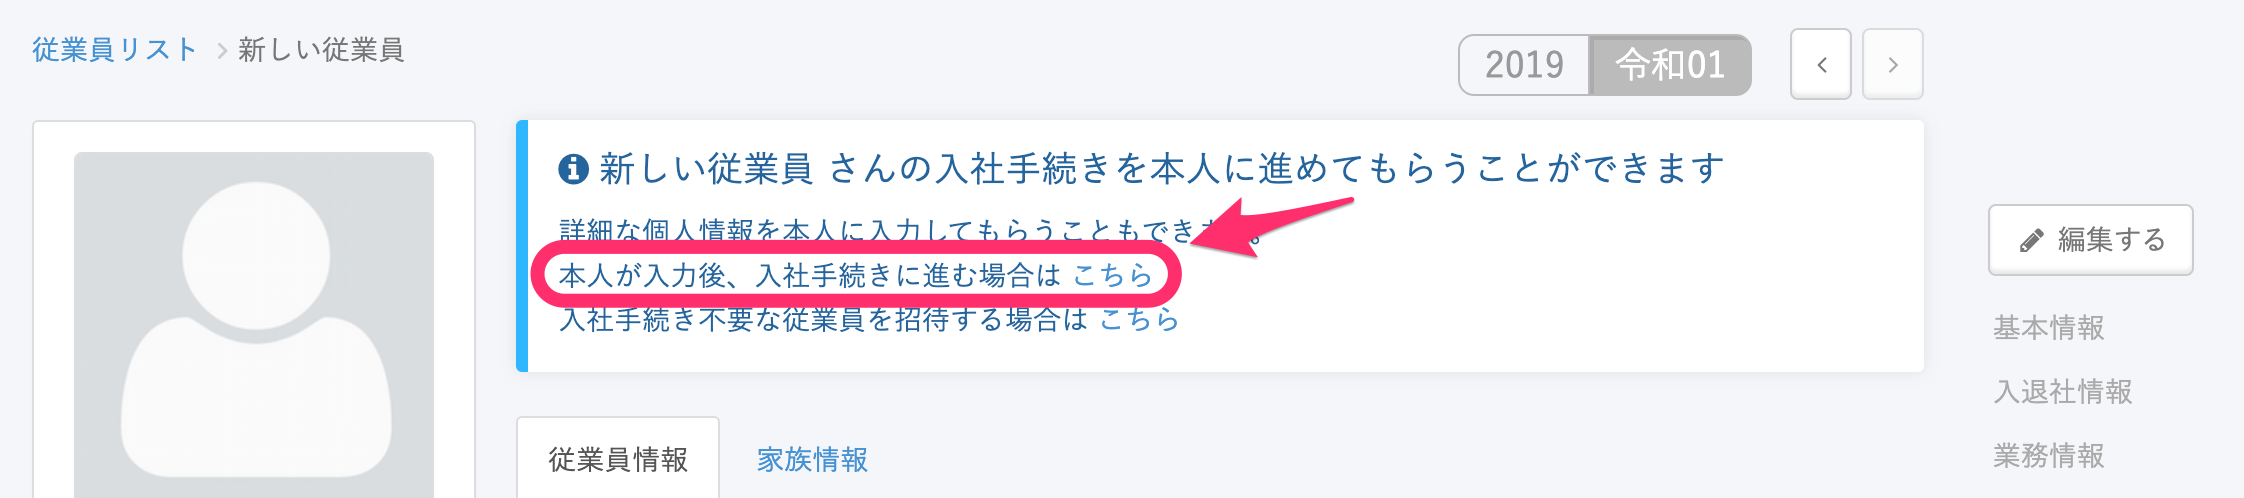 従業員リスト > 新しい従業員
2019 令和01
新しい従業員 さんの入社手続きを本人に進めてもらうことができます
詳細な個人情報を本人に入力してもらうこともできます。
本人が入力後、入社手続きに進む場合は こちら
入社手続き不要な従業員を招待する場合は こちら
編集する
基本情報
入退社情報
業務情報
従業員情報 家族情報